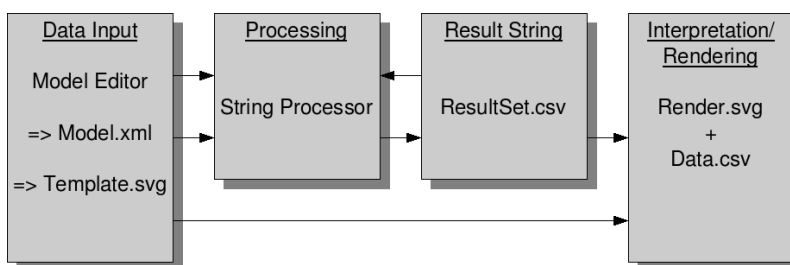 Data Input
Model Editor
=> Model.xml
=> Template.svg
Processing
String Processor
Result String
ResultSet.csv
Interpretation/
Rendering
Render.svg
+
Data.csv